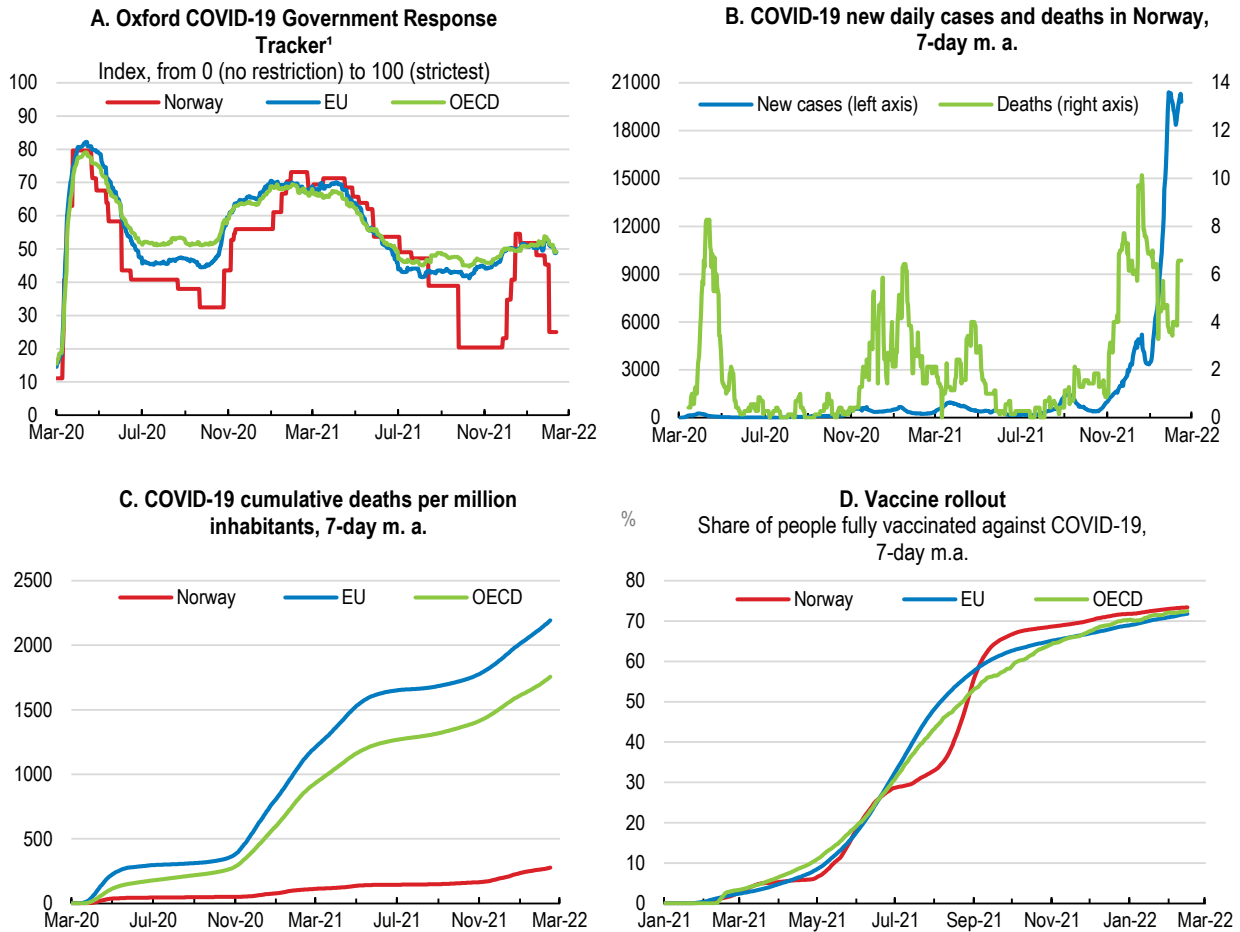 A. Oxford COVID-19 Government Response
Tracker¹
Index, from 0 (no restriction) to 100 (strictest)
Norway EU OECD
100
90
80
70
60
50
40
30
20
10
0
Mar-20 Jul-20 Nov-20 Mar-21 Jul-21 Nov-21 Mar-22
B. COVID-19 new daily cases and deaths in Norway,
7-day m. a.
New cases (left axis) Deaths (right axis)
21000 14
18000 12
15000 10
12000 8
9000 6
6000 4
3000 2
0 0
Mar-20 Jul-20 Nov-20 Mar-21 Jul-21 Nov-21 Mar-22
C. COVID-19 cumulative deaths per million
inhabitants, 7-day m. a.
Norway EU OECD
2500
2000
1500
1000
500
0
Mar-20 Jul-20 Nov-20 Mar-21 Jul-21 Nov-21 Mar-22
D. Vaccine rollout
%
Share of people fully vaccinated against COVID-19,
7-day m.a.
Norway EU OECD
80
70
60
50
40
30
20
10
0
Jan-21 Mar-21 May-21 Jul-21 Sep-21 Nov-21 Jan-22 Mar-22